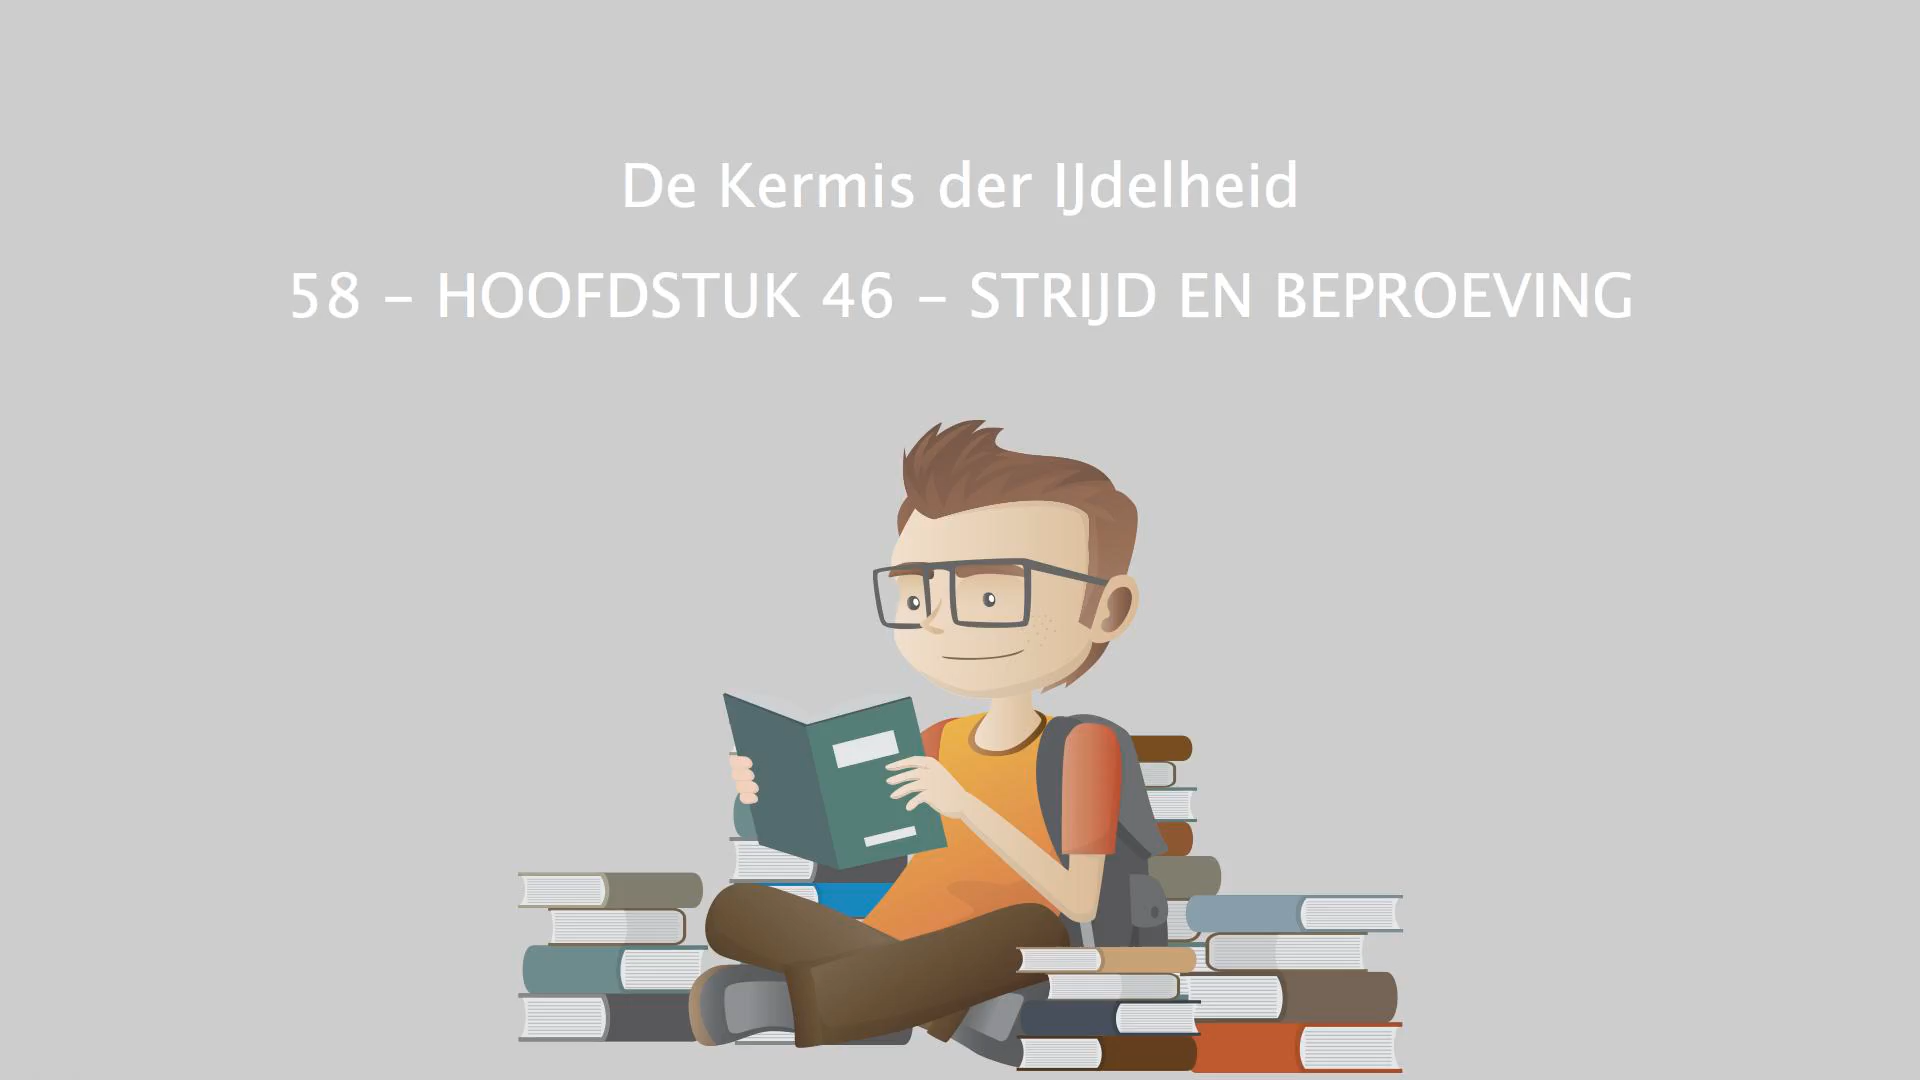 De Kermis der IJdelheid
58 – HOOFDSTUK 46 – STRIJD EN BEPROEVING